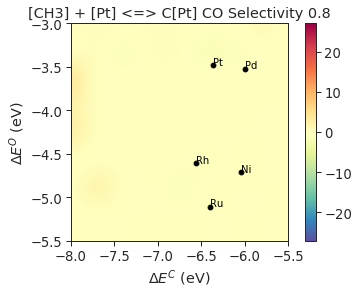 [CH3] + [Pt] <=> C[Pt] CO Selectivity 0.8
−3.0
−3.5
−4.0
−4.5
−5.0
−5.5
ΔE^O (eV)
Pt
Pd
Rh
Ni
Ru
−8.0 −7.5 −7.0 −6.5 −6.0 −5.5
ΔE^C (eV)
20
10
0
−10
−20